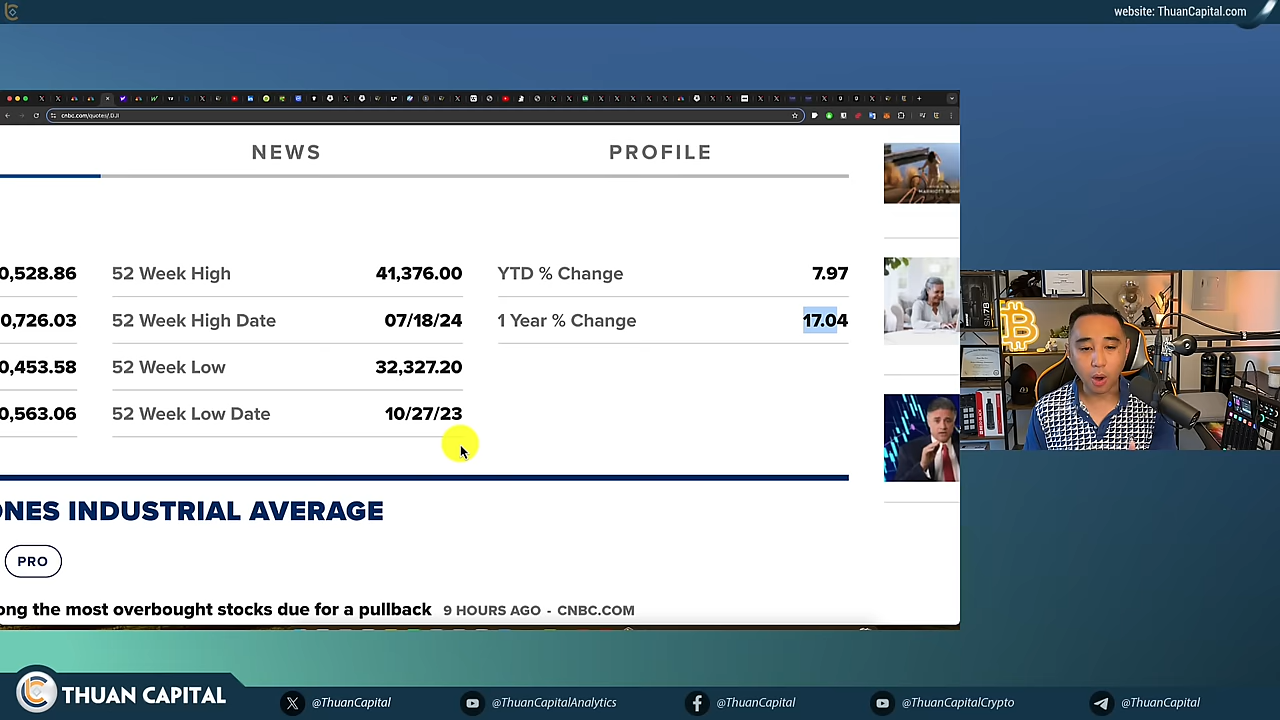 website: ThuanCapital.com
cnbc.com/quotes/.DJI
NEWS PROFILE
0,528.86 52 Week High 41,376.00 YTD % Change 7.97
0,726.03 52 Week High Date 07/18/24 1 Year % Change 17.04
0,453.58 52 Week Low 32,327.20
0,563.06 52 Week Low Date 10/27/23
ONES INDUSTRIAL AVERAGE
PRO
ong the most overbought stocks due for a pullback 9 HOURS AGO - CNBC.COM
THUAN CAPITAL @ThuanCapital @ThuanCapitalAnalytics @ThuanCapital @ThuanCapitalCrypto @ThuanCapital